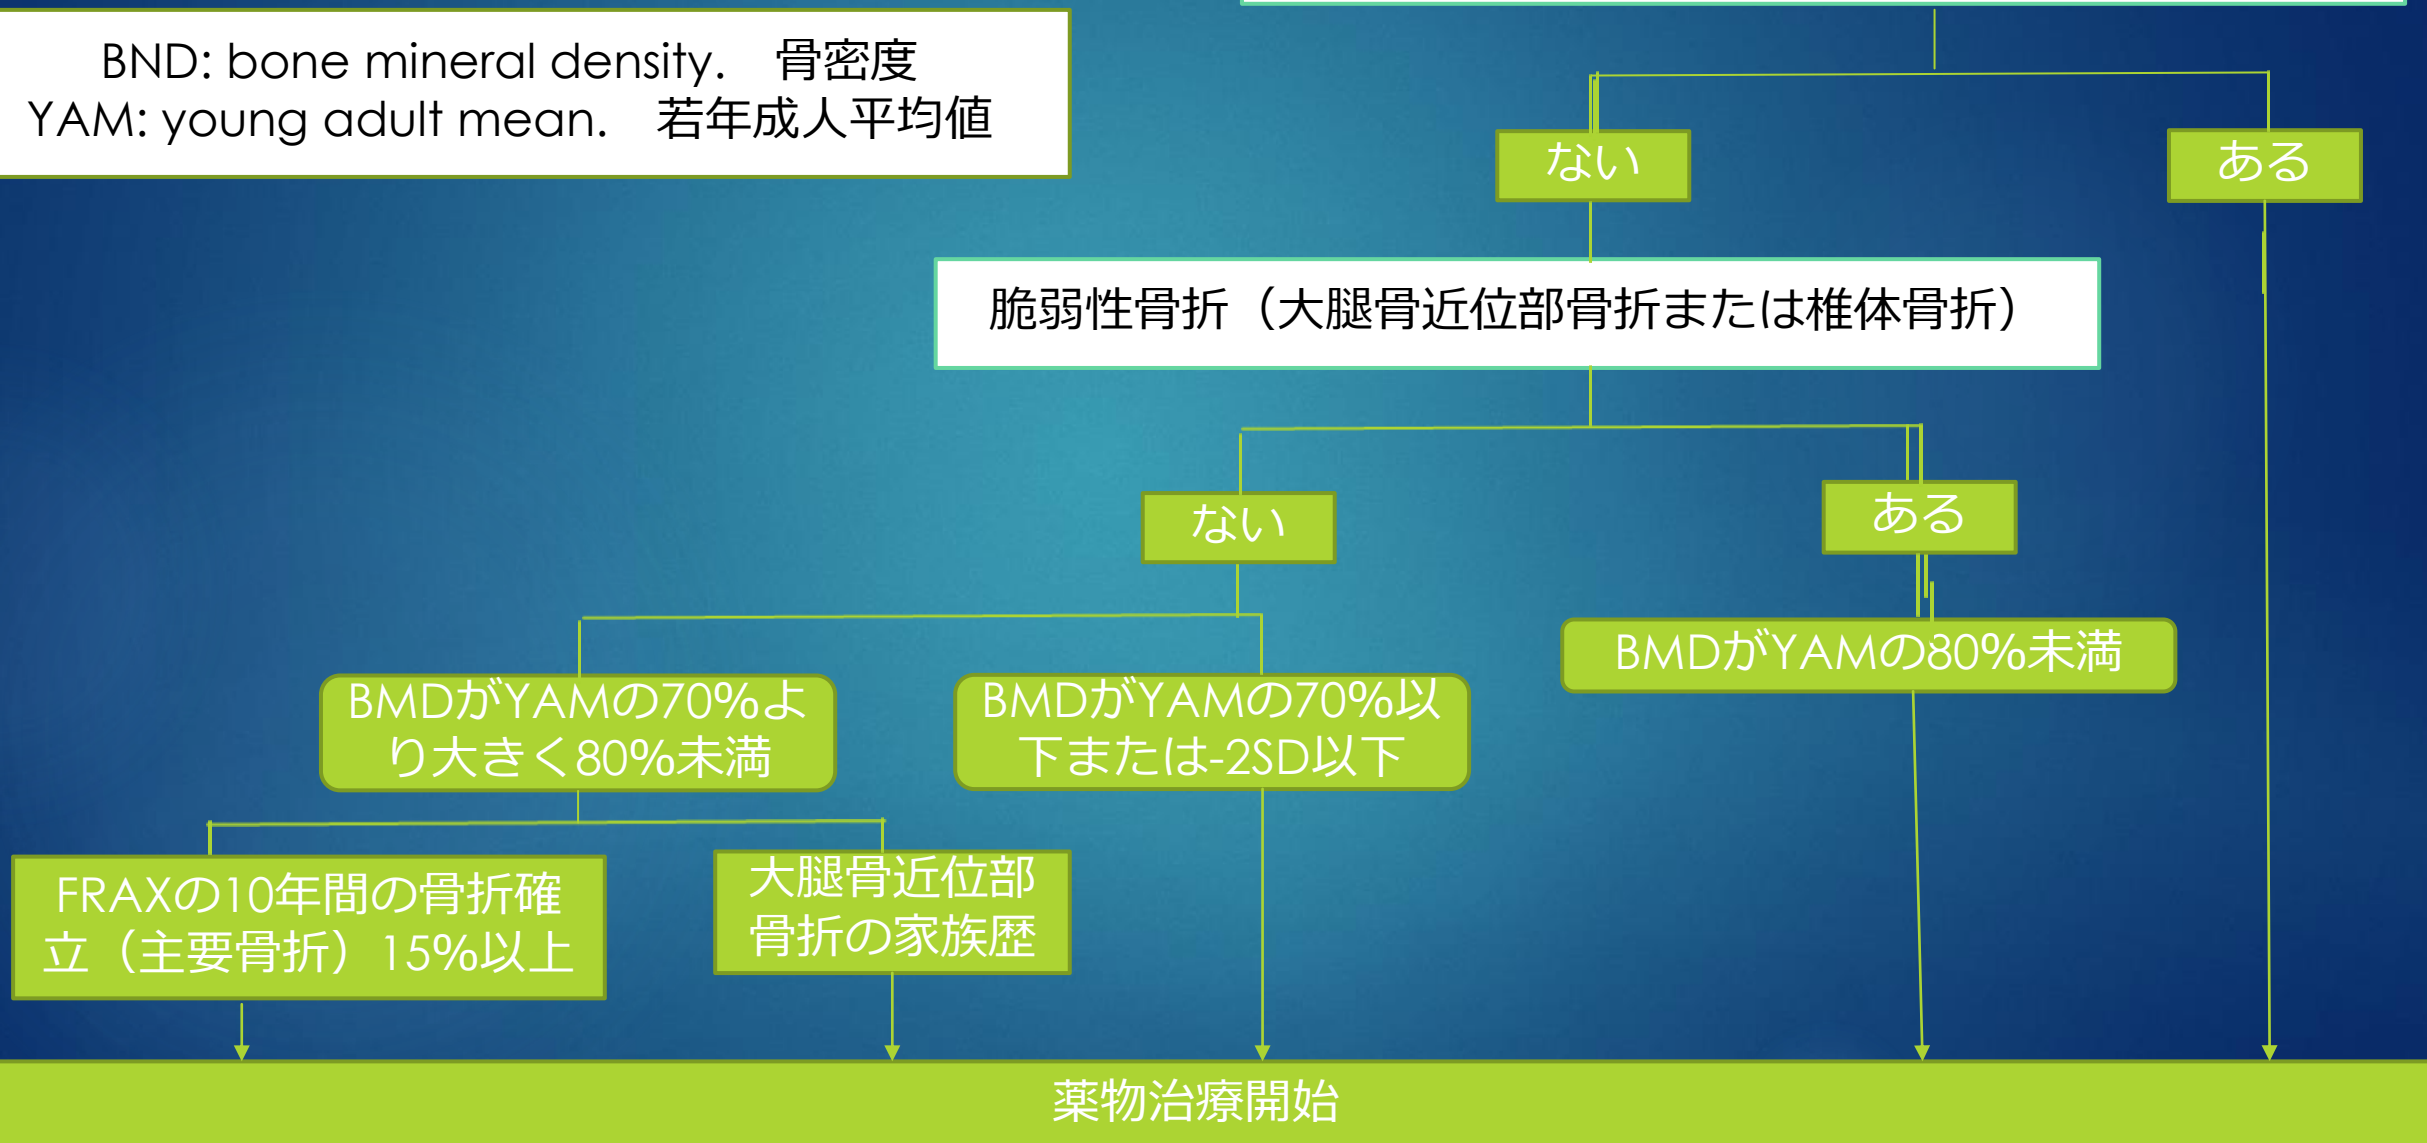 BND: bone mineral density.　骨密度
YAM: young adult mean.　若年成人平均値
ない
ある
脆弱性骨折（大腿骨近位部骨折または椎体骨折）
ない
ある
BMDがYAMの80%未満
BMDがYAMの70%よ
り大きく80%未満
BMDがYAMの70%以
下または-2SD以下
FRAXの10年間の骨折確
立（主要骨折）15%以上
大腿骨近位部
骨折の家族歴
薬物治療開始